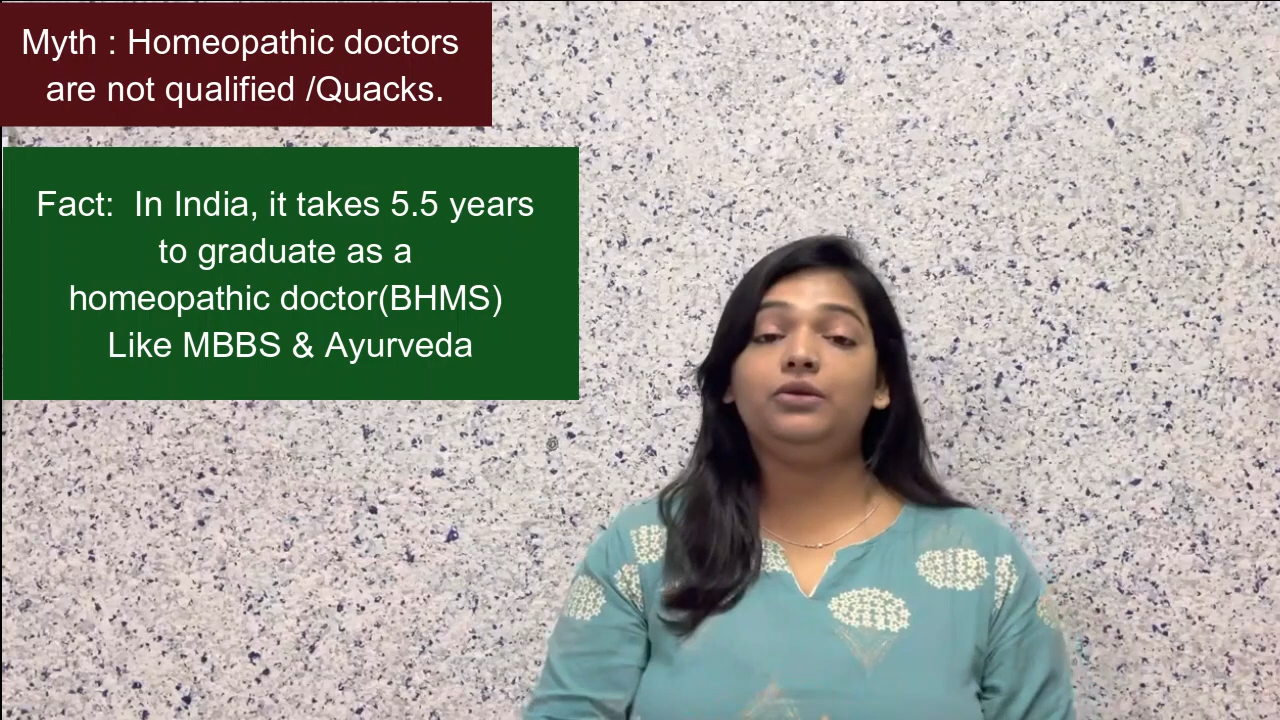 Myth : Homeopathic doctors
are not qualified /Quacks.
Fact:  In India, it takes 5.5 years
to graduate as a
homeopathic doctor(BHMS)
Like MBBS & Ayurveda